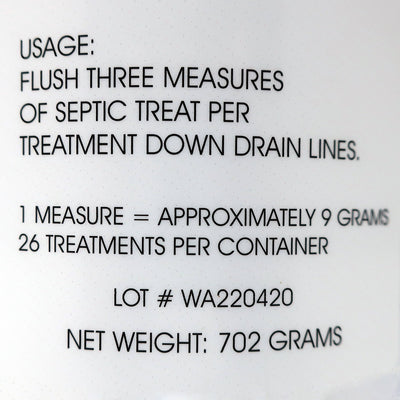 USAGE:
FLUSH THREE MEASURES
OF SEPTIC TREAT PER
TREATMENT DOWN DRAIN LINES.
1 MEASURE = APPROXIMATELY 9 GRAMS
26 TREATMENTS PER CONTAINER
LOT # WA220420
NET WEIGHT: 702 GRAMS